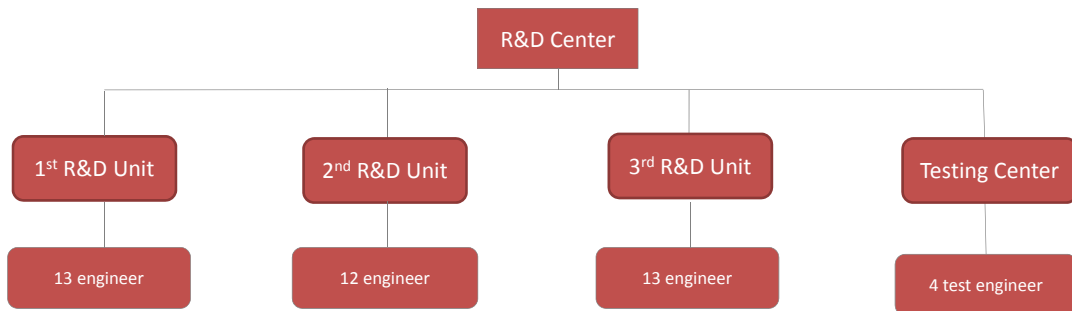 R&D Center
1st R&D Unit
2nd R&D Unit
3rd R&D Unit
Testing Center
13 engineer
12 engineer
13 engineer
4 test engineer